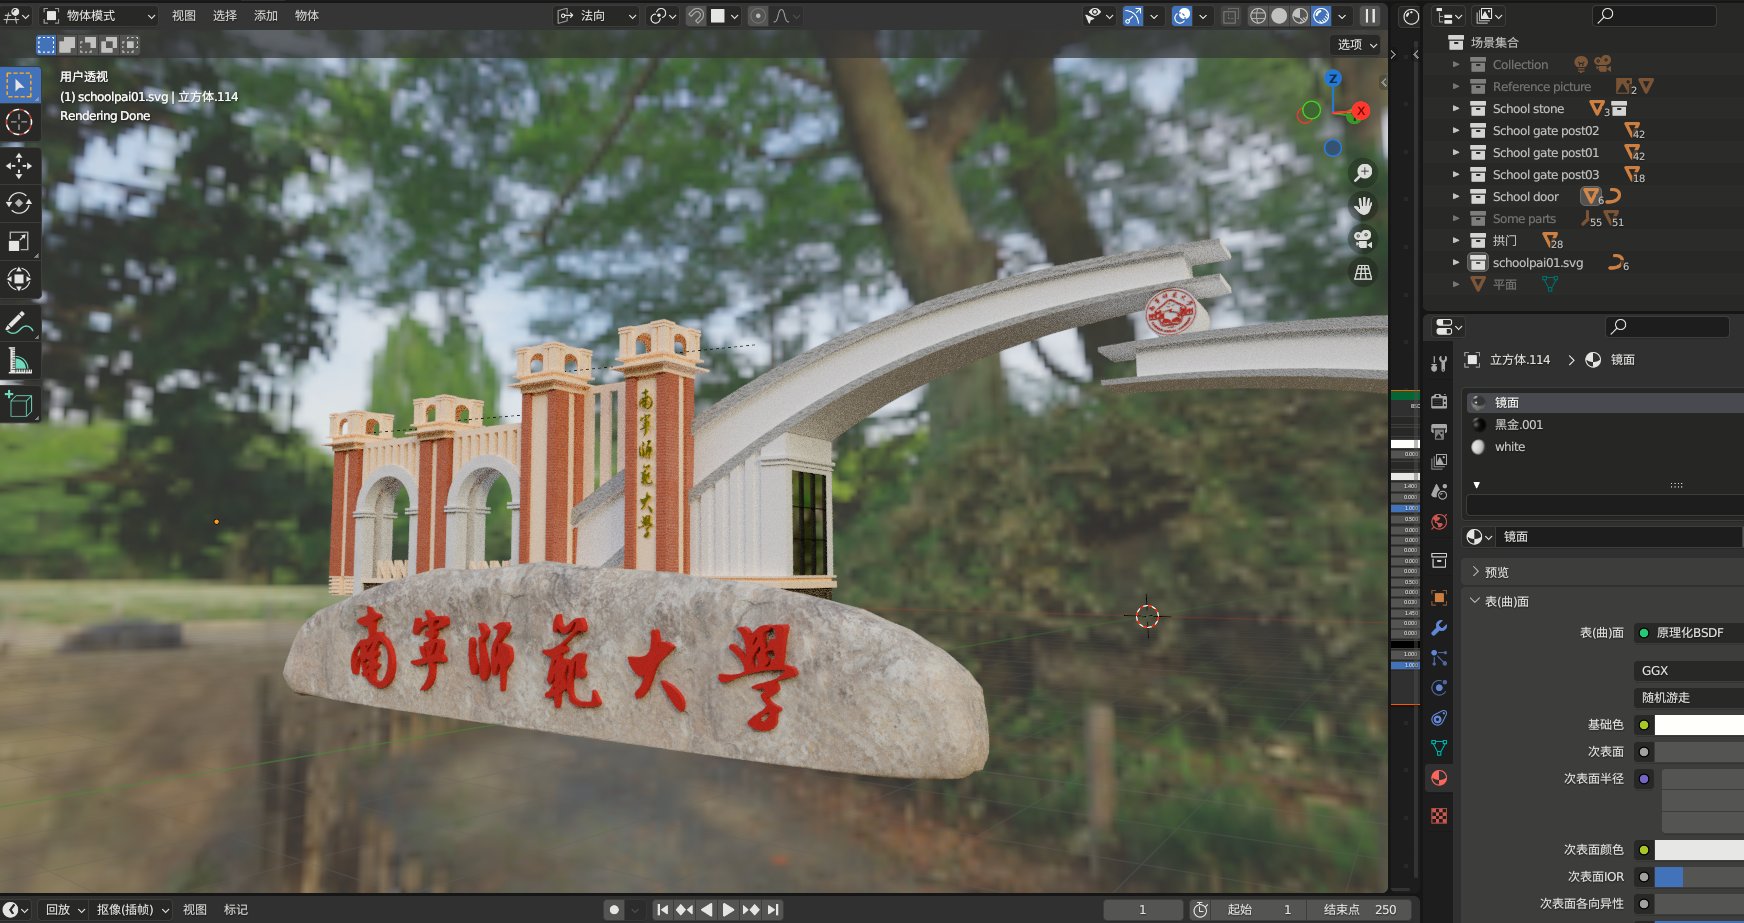 物体模式
视图
选择
添加
物体
法向
选项
用户透视
(1) schoolpai01.svg | 立方体.114
Rendering Done
Z
X
南寧师范大學
南寧师范大學
场景集合
Collection
Reference picture
2
School stone
3
School gate post02
42
School gate post01
42
School gate post03
18
School door
6
Some parts
55
51
拱门
28
schoolpai01.svg
6
平面
立方体.114
镜面
镜面
黑金.001
white
镜面
预览
表(曲)面
表(曲)面
原理化BSDF
GGX
随机游走
基础色
次表面
次表面半径
次表面颜色
次表面IOR
次表面各向异性
回放
抠像(插帧)
视图
标记
1
起始
1
结束点
250